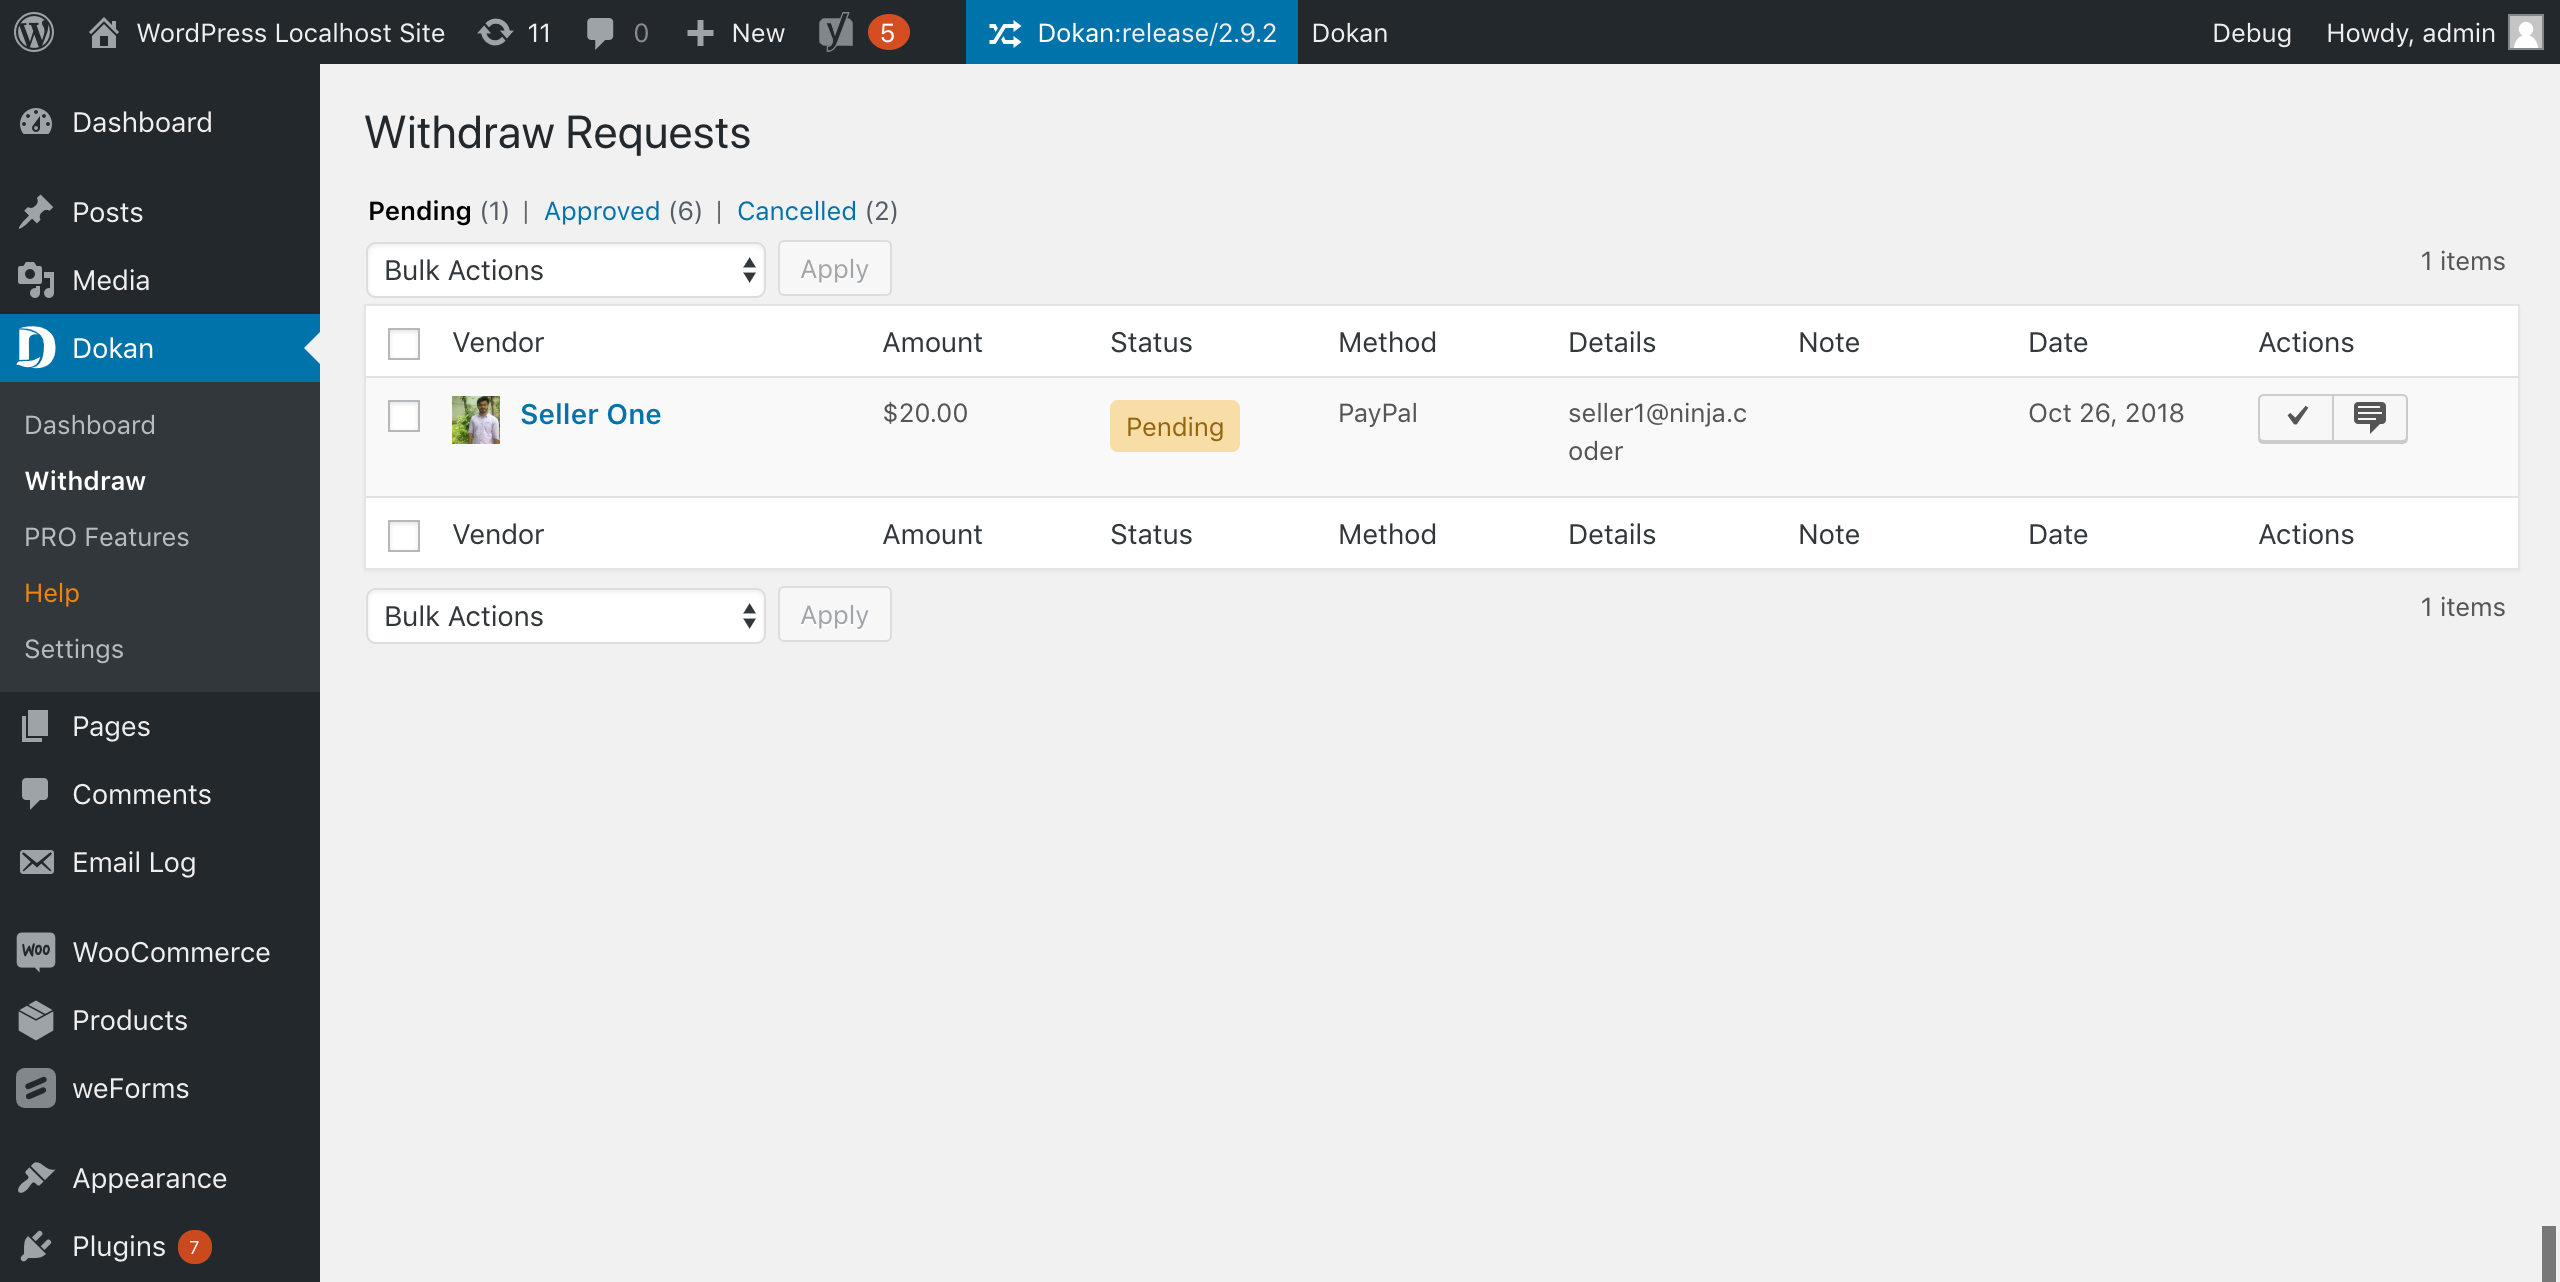 WordPress Localhost Site 11 0 New 5 Dokan:release/2.9.2 Dokan Debug Howdy, admin
Dashboard
Posts
Media
Dokan
Dashboard
Withdraw
PRO Features
Help
Settings
Pages
Comments
Email Log
Woo WooCommerce
Products
weForms
Appearance
Plugins 7
Withdraw Requests
Pending (1) | Approved (6) | Cancelled (2)
Bulk Actions Apply 1 items
Vendor Amount Status Method Details Note Date Actions
Seller One $20.00 Pending PayPal seller1@ninja.c Oct 26, 2018
oder
Vendor Amount Status Method Details Note Date Actions
Bulk Actions Apply 1 items